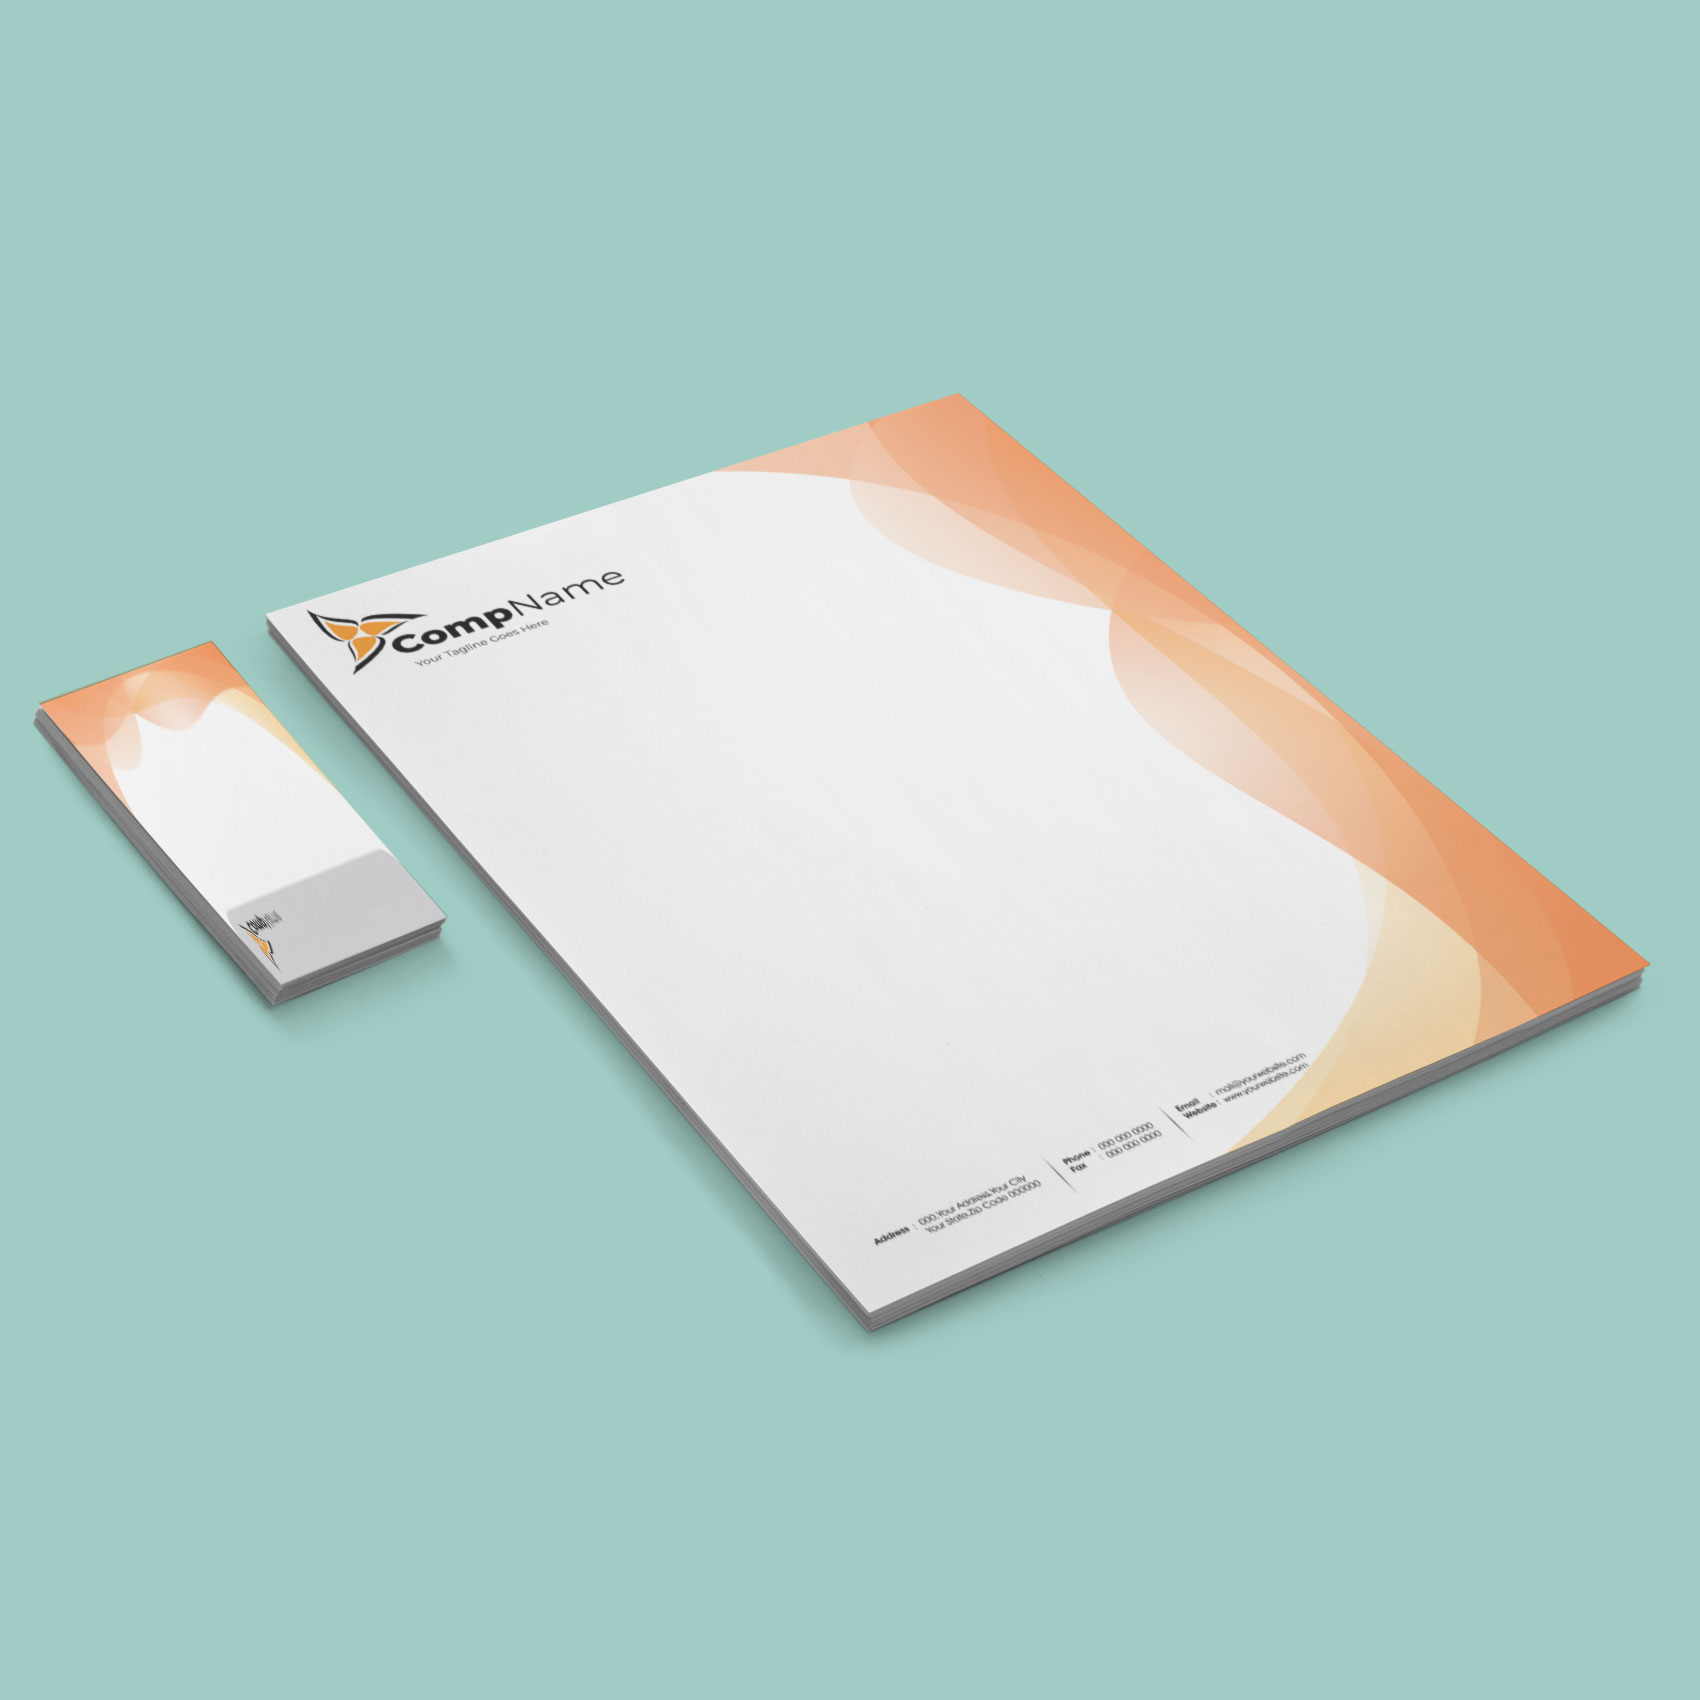 compName
Your Tagline Goes Here
Address : 000,Your Address,Your City
Your State,Zip Code 000000
Phone : 000 000 0000
Fax : 000 000 0000
Email : mail@yourwebsite.com
Website : www.yourwebsite.com